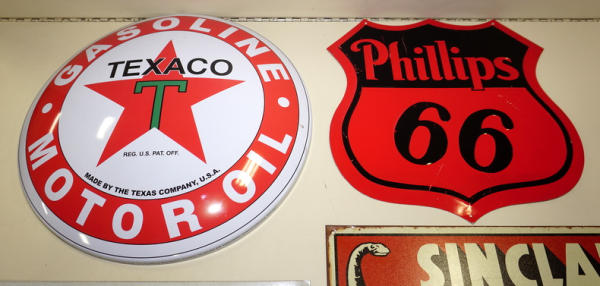 GASOLINE
TEXACO
T
REG. U.S. PAT. OFF.
MADE BY THE TEXAS COMPANY, U.S.A.
MOTOR OIL
Phillips
66
SINCLA